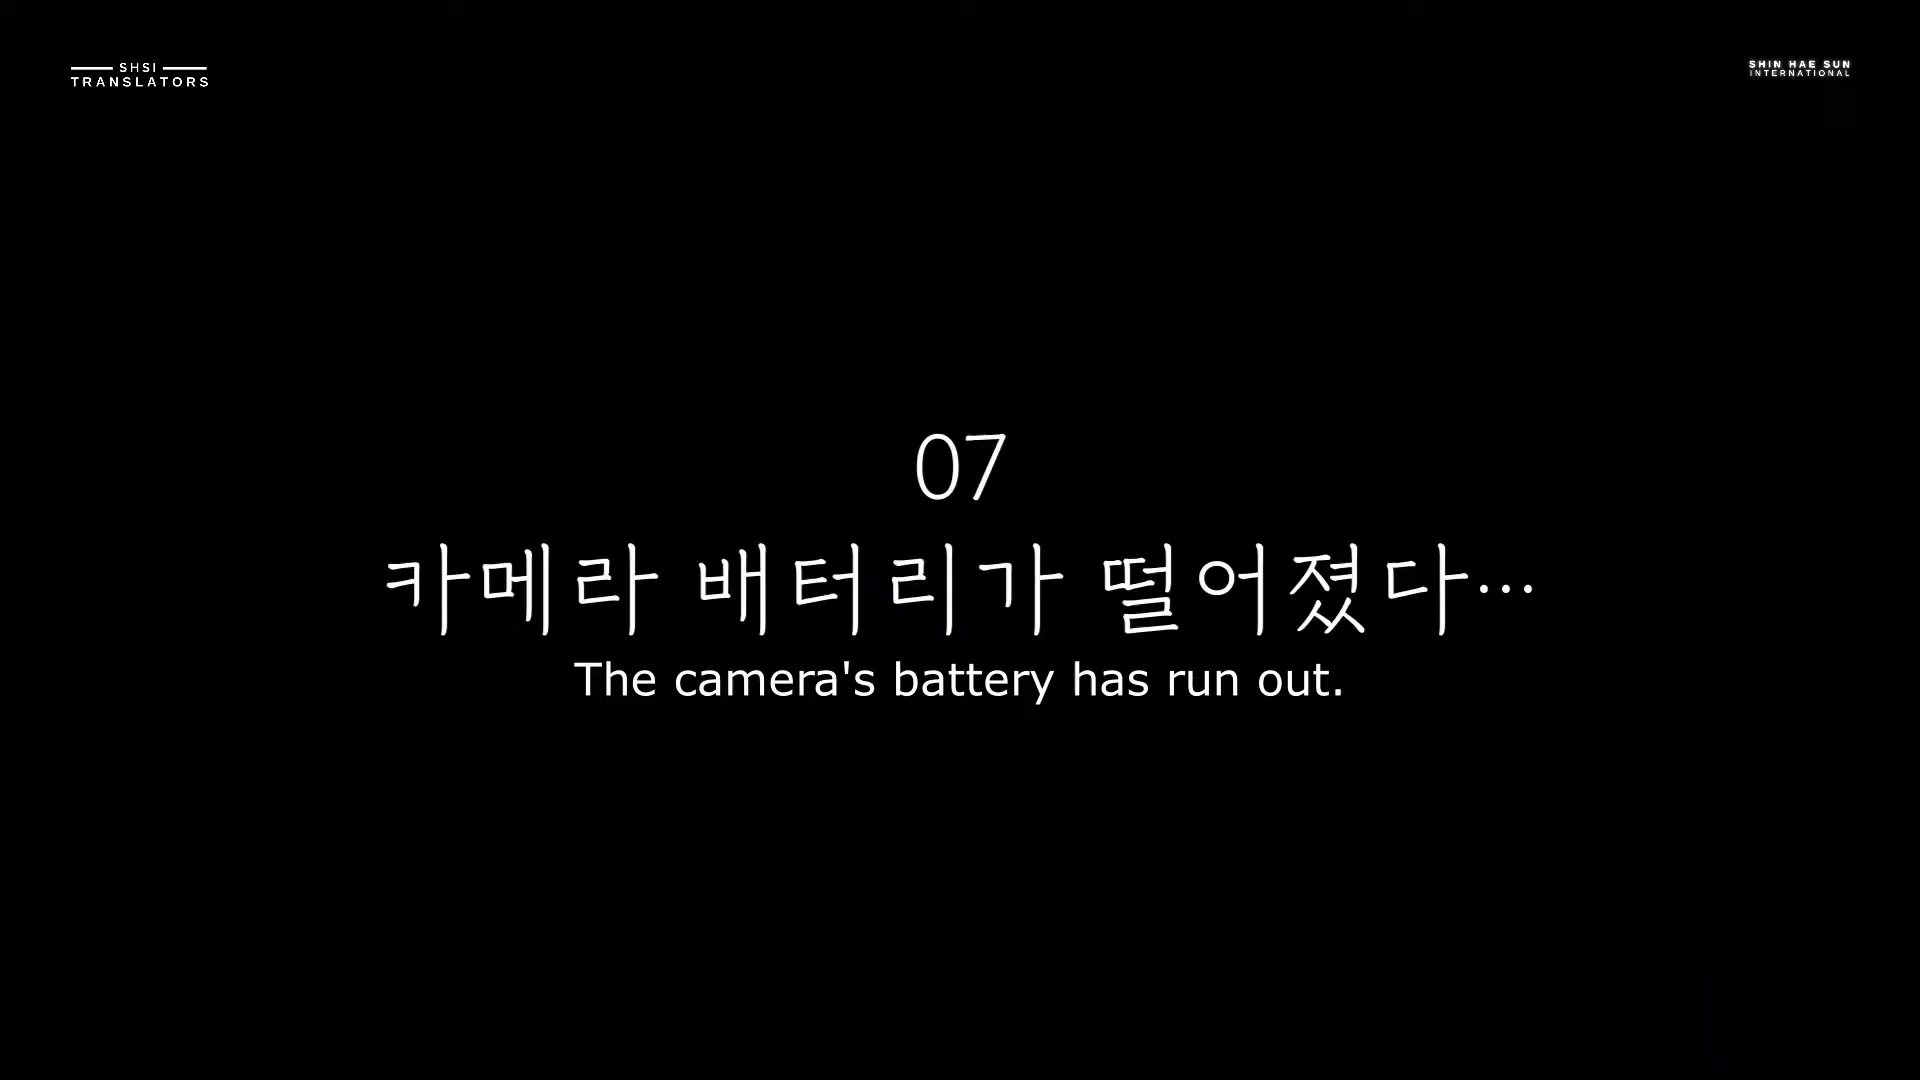 SHSI
TRANSLATORS
SHIN HAE SUN
INTERNATIONAL
07
카메라 배터리가 떨어졌다…
The camera's battery has run out.